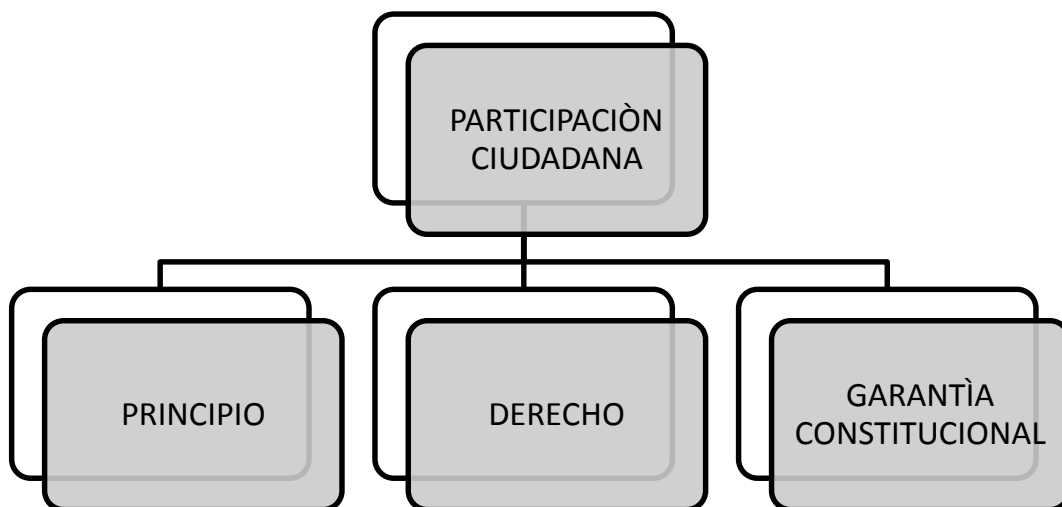 PARTICIPACIÒN
CIUDADANA
PRINCIPIO
DERECHO
GARANTÌA
CONSTITUCIONAL